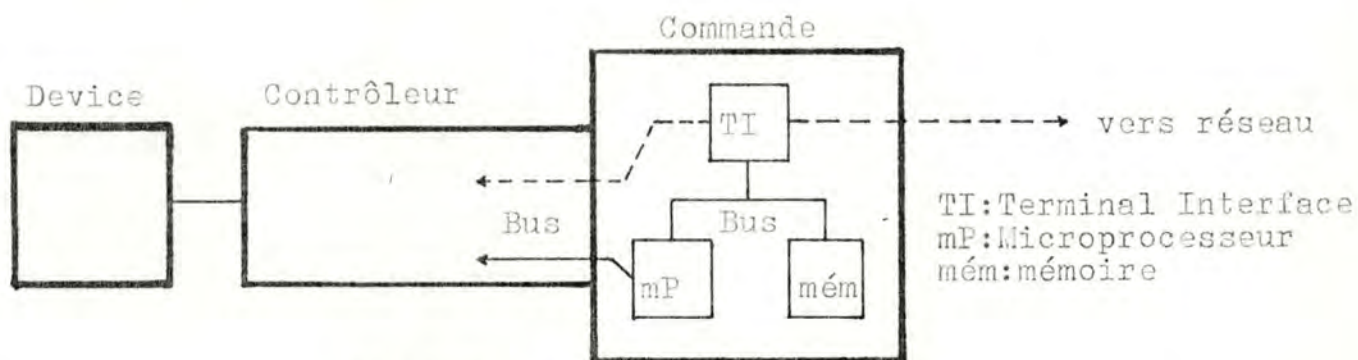 Commande
Device
Contrôleur
TI
vers réseau
Bus
Bus
mP
mém
TI:Terminal Interface
mP:Microprocesseur
mém:mémoire